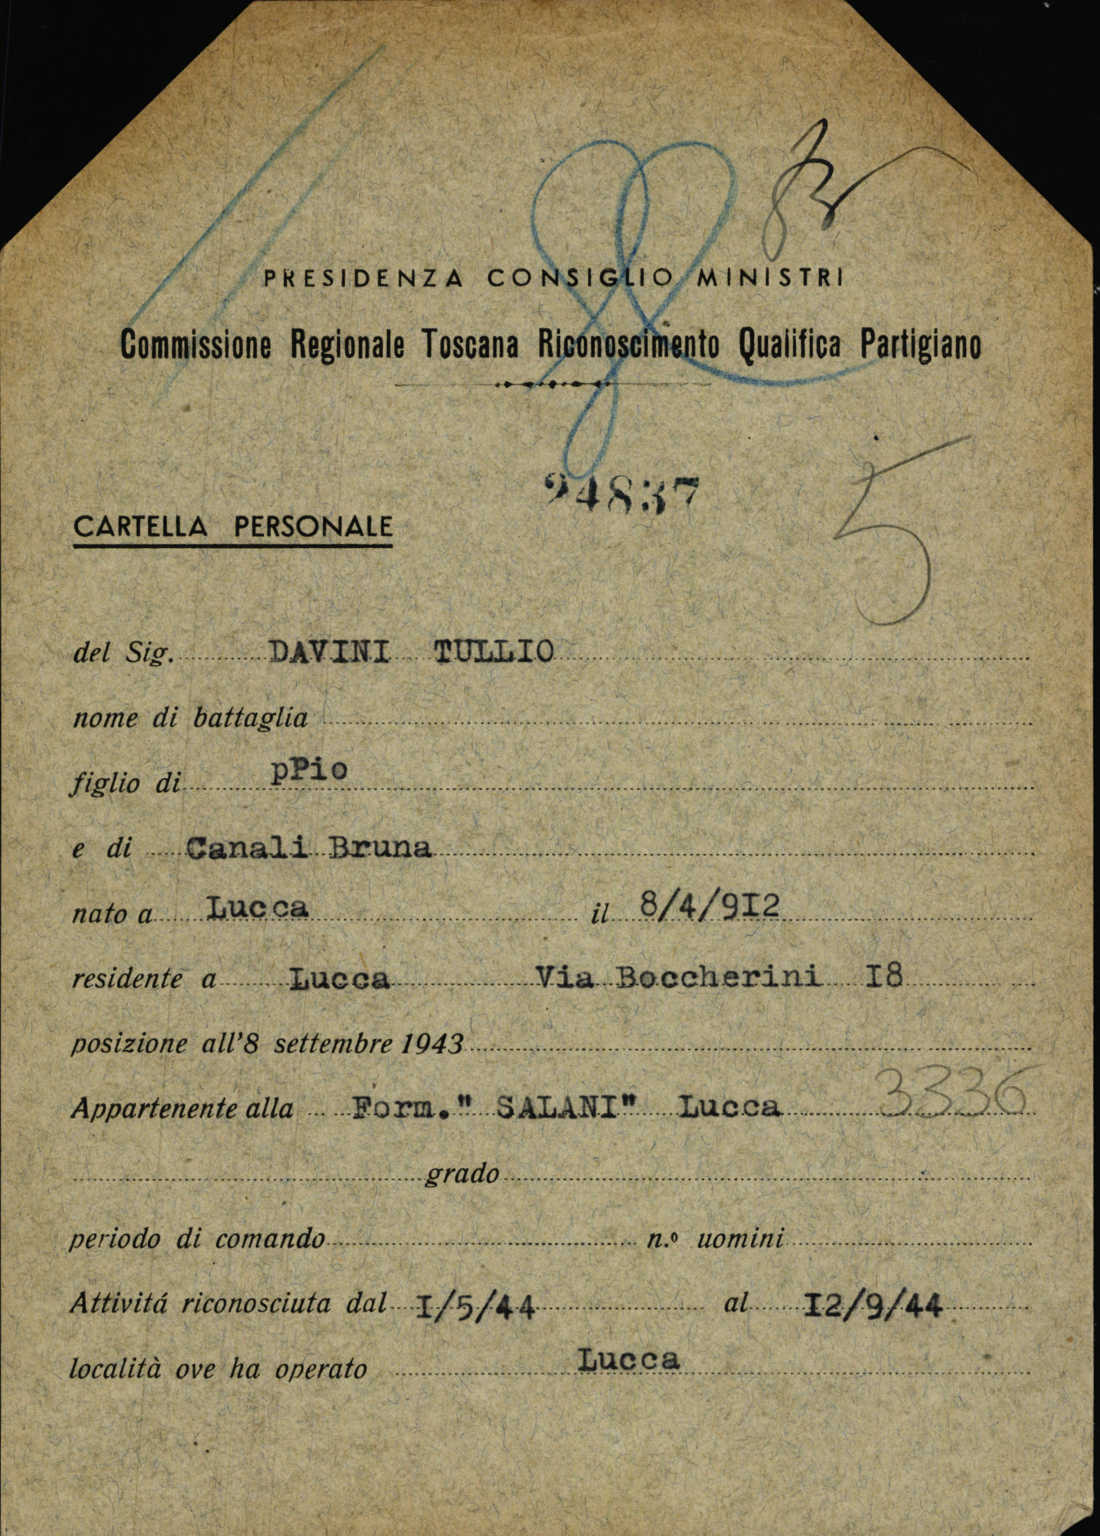 PRESIDENZA CONSIGLIO MINISTRI
Commissione Regionale Toscana Riconoscimento Qualifica Partigiano
24837
5
CARTELLA PERSONALE
del Sig. DAVINI TULLIO
nome di battaglia
figlio di pPio
e di Canali Bruna
nato a Lucca il 8/4/9I2
residente a Lucca Via Boccherini I8
posizione all'8 settembre 1943
Appartenente alla Form." SALANI" Lucca 3336
grado
periodo di comando n.º uomini
Attivitá riconosciuta dal I/5/44 al I2/9/44
località ove ha operato Lucca